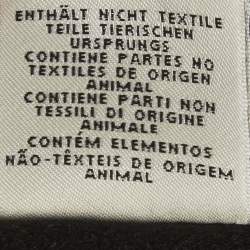 ENTHÄLT NICHT TEXTILE
TEILE TIERISCHEN
URSPRUNGS
CONTIENE PARTES NO
TEXTILES DE ORIGEN
ANIMAL
CONTIENE PARTI NON
TESSILI DI ORIGINE
ANIMALE
CONTÉM ELEMENTOS
NÃO-TÊXTEIS DE ORIGEM
ANIMAL